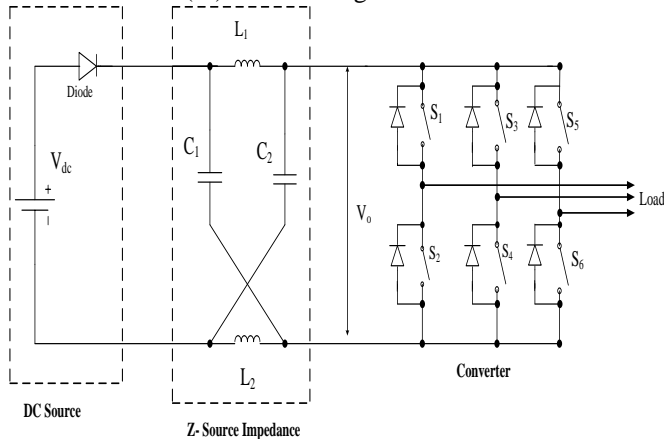 L1
Diode
Vdc
+
C1
C2
Vo
S1
S3
S5
Load
S2
S4
S6
L2
Converter
DC Source
Z- Source Impedance